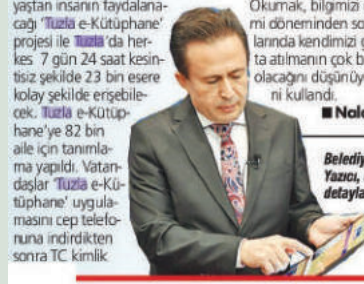 yaştan insanın faydalana-
cağı 'Tuzla e-Kütüphane'
projesi ile Tuzla'da her-
kes 7 gün 24 saat kesin-
tisiz şekilde 23 bin esere
kolay şekilde erişebile-
cek. Tuzla e-Kütüp-
hane'ye 82 bin
aile için tanımla-
ma yapıldı. Vatan-
daşlar 'Tuzla e-Kü-
tüphane' uygula-
masını cep telefo-
nuna indirdikten
sonra TC kimlik
Okumak, bilgimizi
mi döneminden so
larında kendimizi
ta atılmanın çok b
olacağını düşünüy
ni kullandı.
■ Nal
Belediy
Yazıcı,
detayla